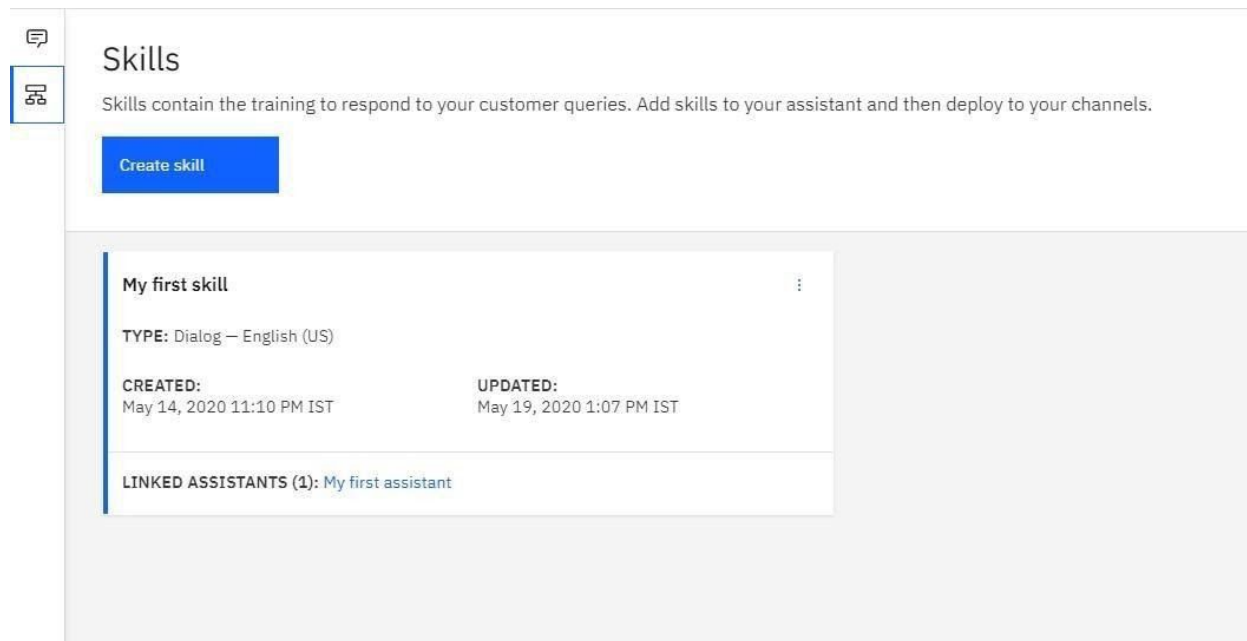 Skills
Skills contain the training to respond to your customer queries. Add skills to your assistant and then deploy to your channels.
Create skill
My first skill
TYPE: Dialog — English (US)
CREATED:
May 14, 2020 11:10 PM IST
UPDATED:
May 19, 2020 1:07 PM IST
LINKED ASSISTANTS (1): My first assistant